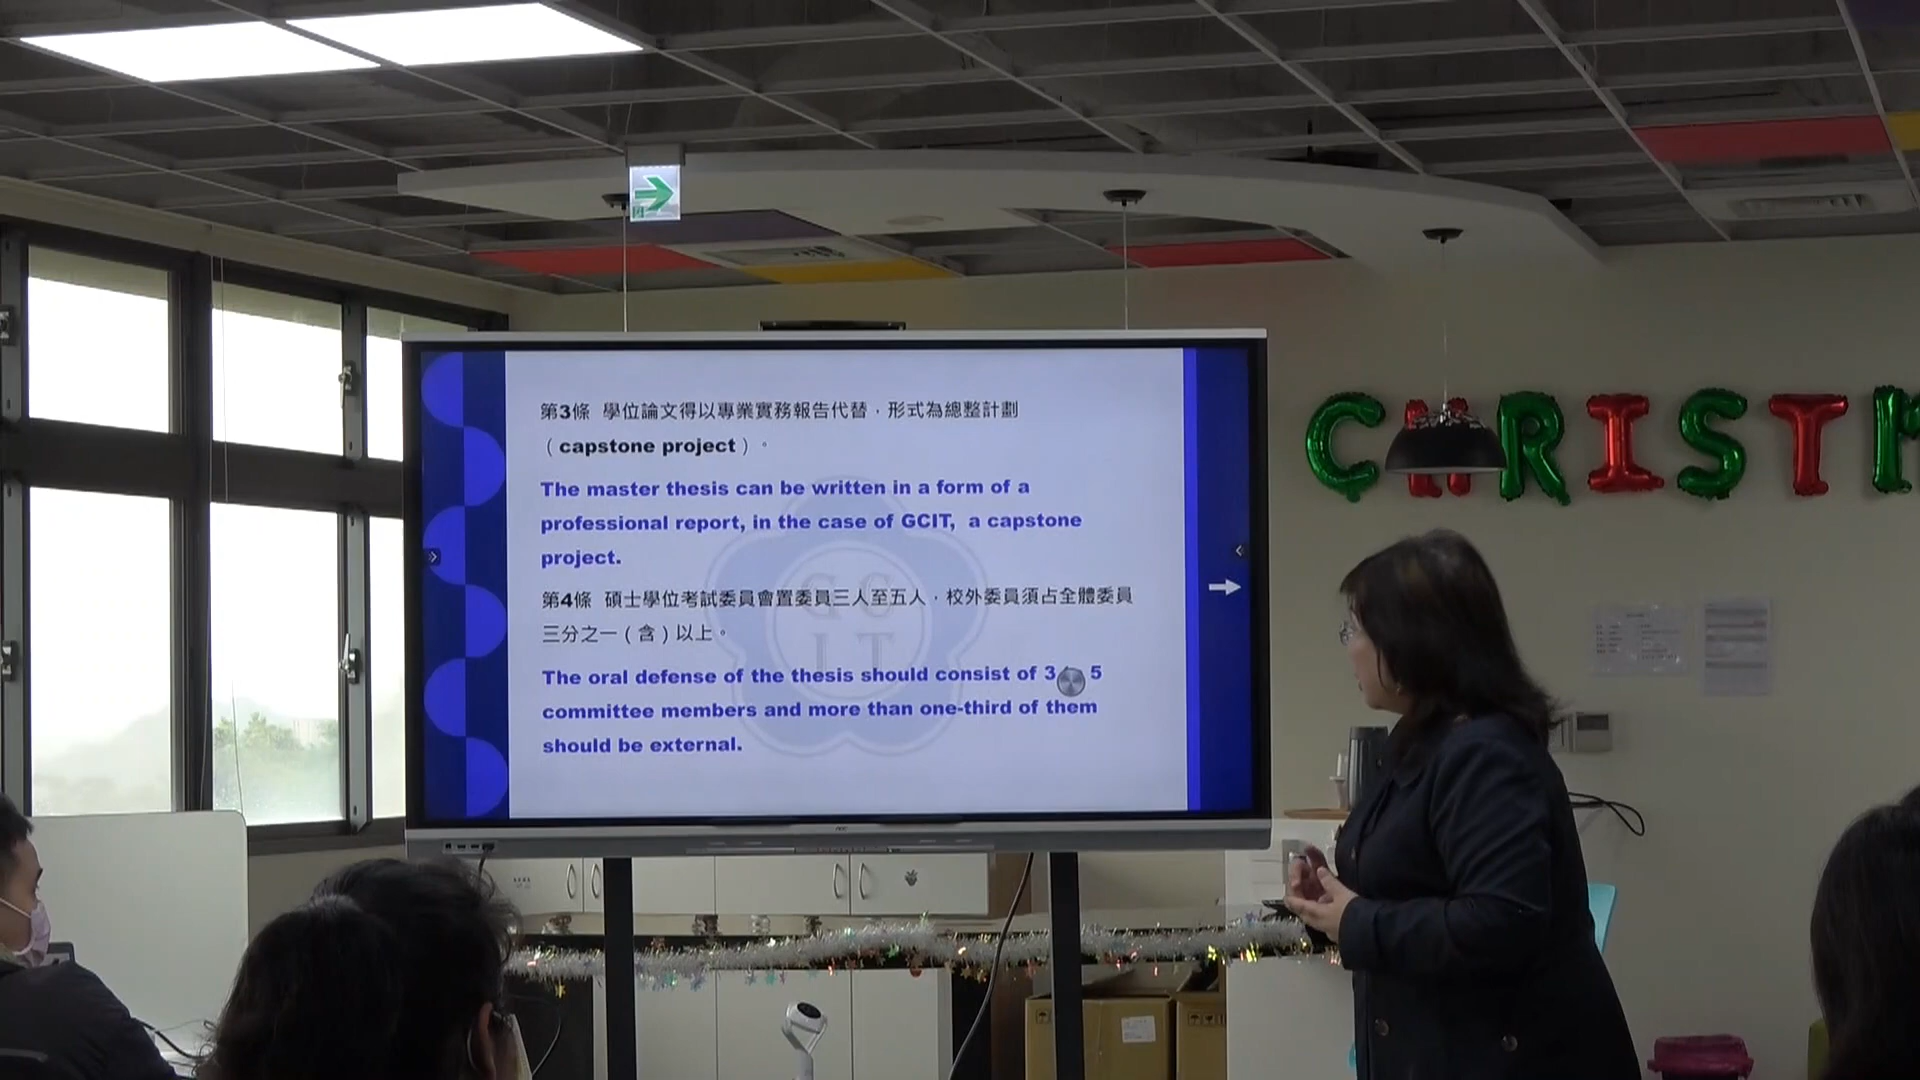 第3條 學位論文得以專業實務報告代替，形式為總整計劃
（capstone project）。
The master thesis can be written in a form of a
professional report, in the case of GCIT, a capstone
project.
第4條 碩士學位考試委員會置委員三人至五人，校外委員須占全體委員
三分之一（含）以上。
The oral defense of the thesis should consist of 3 5
committee members and more than one-third of them
should be external.
GC
IT
CHRISTM
AOC